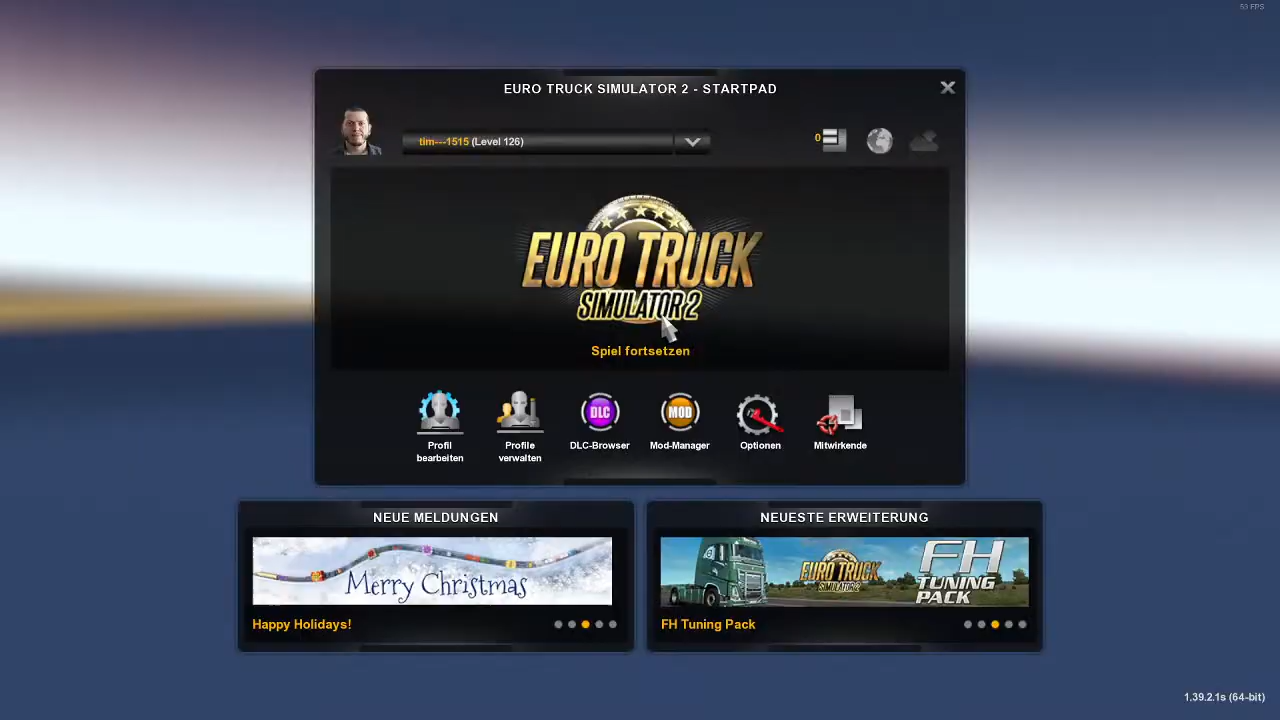 53 FPS
EURO TRUCK SIMULATOR 2 - STARTPAD
tim---1515 (Level 126)
0
EURO TRUCK
SIMULATOR 2
Spiel fortsetzen
DLC
MOD
Profil
bearbeiten
Profile
verwalten
DLC-Browser
Mod-Manager
Optionen
Mitwirkende
NEUE MELDUNGEN
Merry Christmas
Happy Holidays!
NEUESTE ERWEITERUNG
EURO TRUCK
SIMULATOR 2
FH
TUNING
PACK
FH Tuning Pack
1.39.2.1s (64-bit)